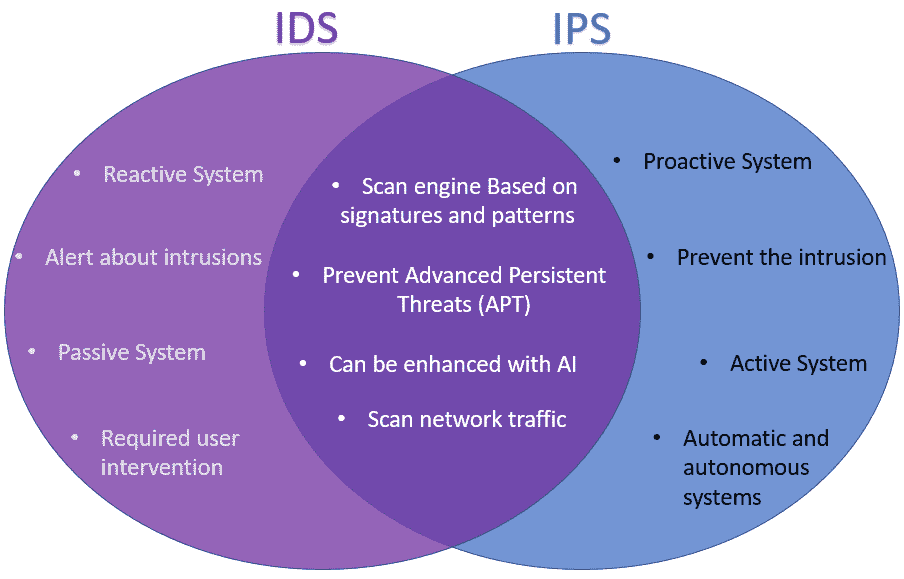 IDS
IPS
• Reactive System
• Alert about intrusions
• Passive System
• Required user
intervention
• Scan engine Based on
signatures and patterns
• Prevent Advanced Persistent
Threats (APT)
• Can be enhanced with AI
• Scan network traffic
• Proactive System
• Prevent the intrusion
• Active System
• Automatic and
autonomous
systems